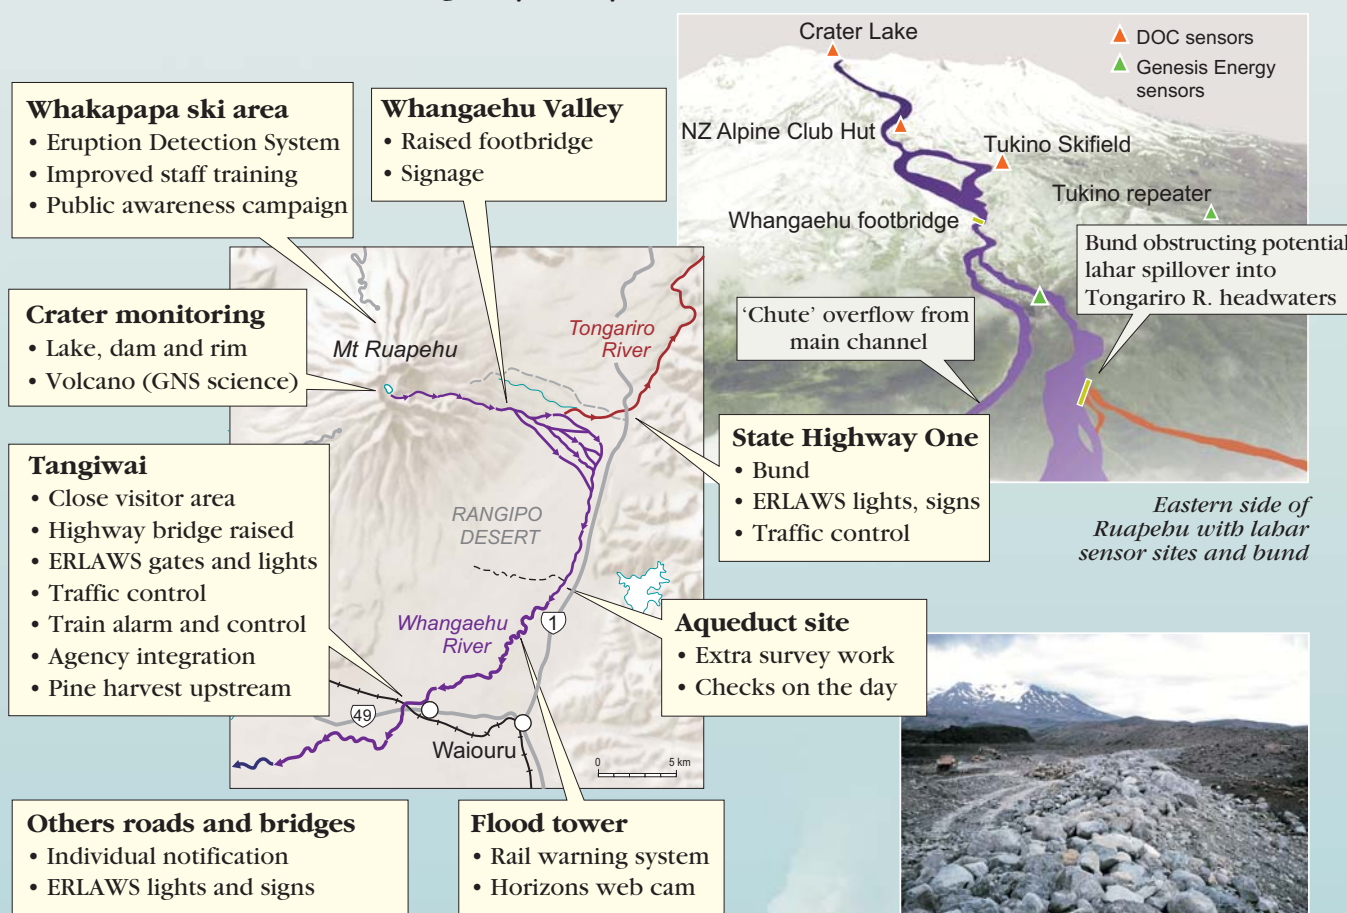 Whakapapa ski area
• Eruption Detection System
• Improved staff training
• Public awareness campaign
Whangaehu Valley
• Raised footbridge
• Signage
Crater monitoring
• Lake, dam and rim
• Volcano (GNS science)
Tangiwai
• Close visitor area
• Highway bridge raised
• ERLAWS gates and lights
• Traffic control
• Train alarm and control
• Agency integration
• Pine harvest upstream
Mt Ruapehu
Tongariro
River
RANGIPO
DESERT
Whangaehu
River
1
49
Waiouru
0 5 km
State Highway One
• Bund
• ERLAWS lights, signs
• Traffic control
Aqueduct site
• Extra survey work
• Checks on the day
Others roads and bridges
• Individual notification
• ERLAWS lights and signs
Flood tower
• Rail warning system
• Horizons web cam
Crater Lake
DOC sensors
Genesis Energy
sensors
NZ Alpine Club Hut
Tukino Skifield
Tukino repeater
Whangaehu footbridge
Bund obstructing potential
lahar spillover into
Tongariro R. headwaters
‘Chute’ overflow from
main channel
Eastern side of
Ruapehu with lahar
sensor sites and bund